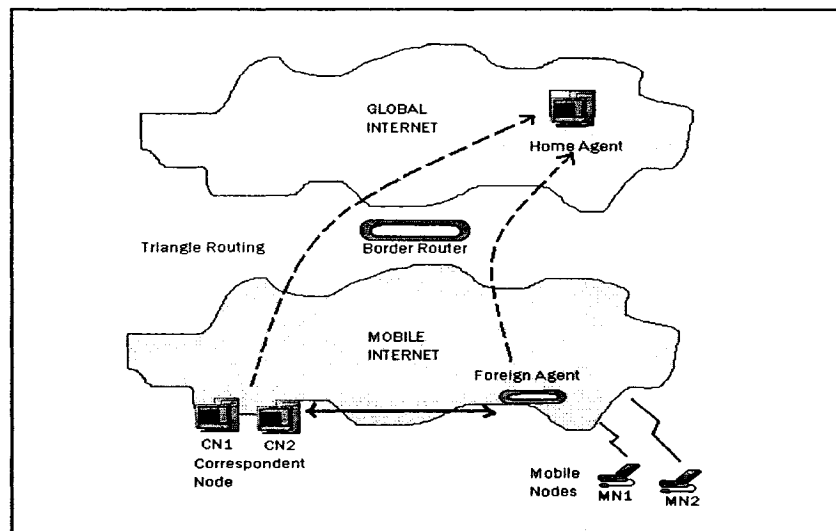 GLOBAL
INTERNET
Home Agent
Triangle Routing
Border Router
MOBILE
INTERNET
Foreign Agent
CN1
CN2
Correspondent
Node
Mobile
Nodes
MN1
MN2